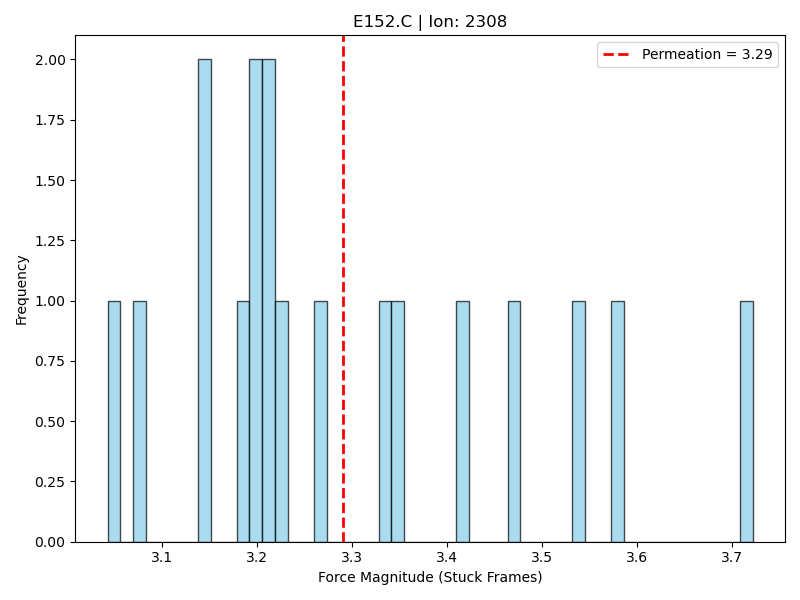 E152.C | Ion: 2308
Permeation = 3.29
Frequency
2.00
1.75
1.50
1.25
1.00
0.75
0.50
0.25
0.00
3.1 3.2 3.3 3.4 3.5 3.6 3.7
Force Magnitude (Stuck Frames)